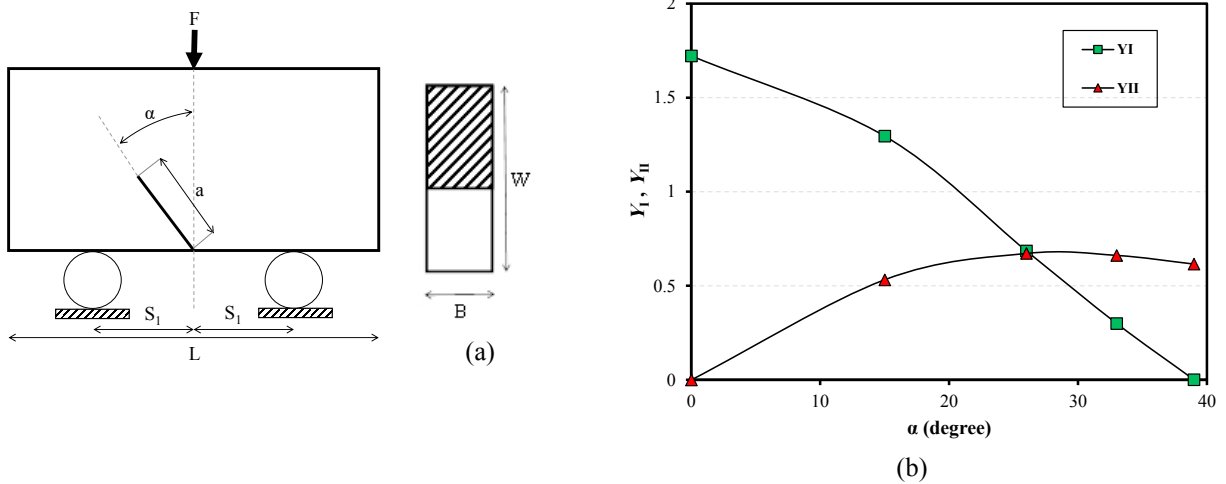 F
α
a
S1
S1
L
W
B
(a)
2
1.5
1
0.5
0
YI
YII
YI , YII
0
10
20
30
40
α (degree)
(b)